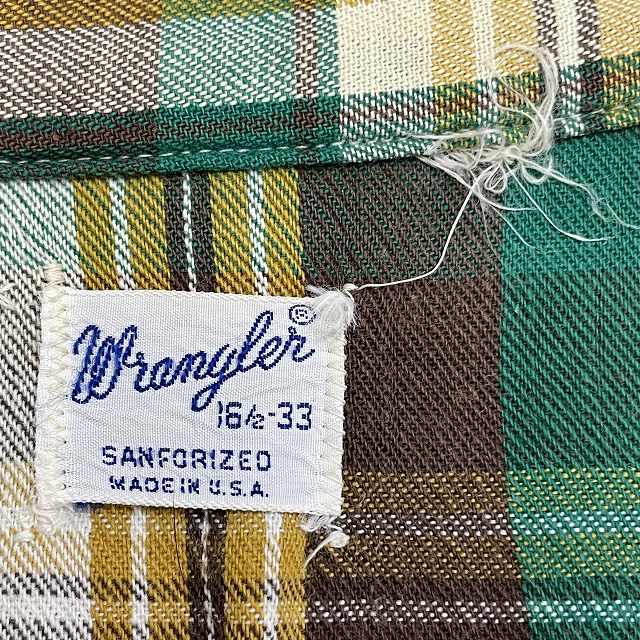 Wrangler®
16½-33
SANFORIZED
MADE IN U.S.A.